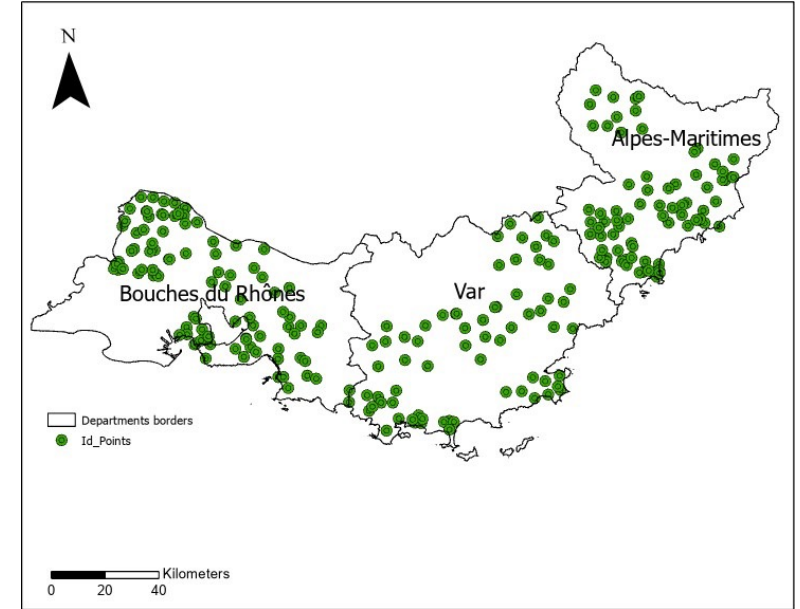 N
Alpes-Maritimes
Bouches du Rhônes
Var
Departments borders
Id_Points
Kilometers
0 20 40